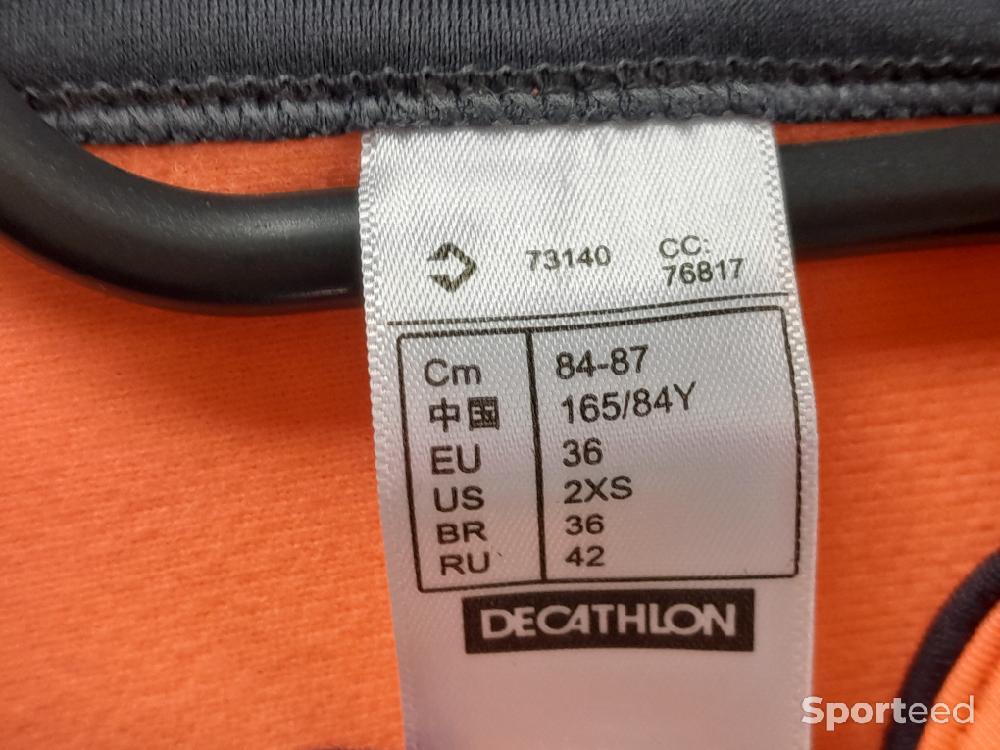 73140 CC:
76817
Cm 84-87
中国 165/84Y
EU 36
US 2XS
BR 36
RU 42
DECATHLON
Sporteed